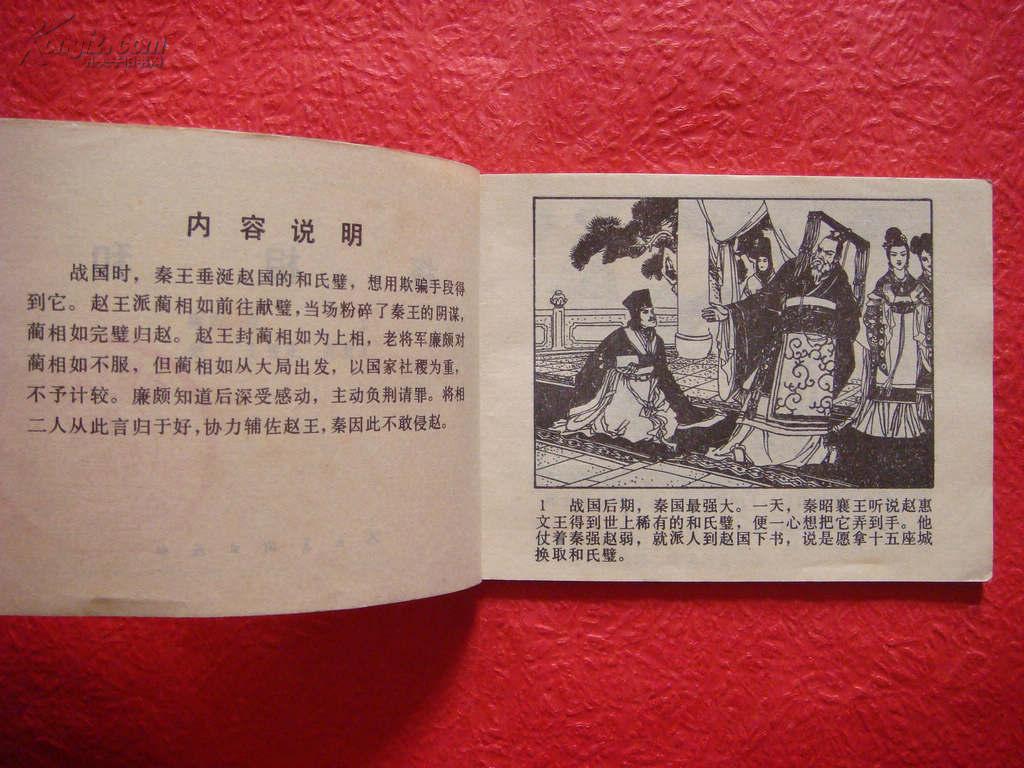 Kongfz.com
孔夫子旧书网
内容说明
战国时，秦王垂涎赵国的和氏璧，想用欺骗手段得
到它。赵王派蔺相如前往献璧，当场粉碎了秦王的阴谋，
蔺相如完璧归赵。赵王封蔺相如为上相，老将军廉颇对
蔺相如不服，但蔺相如从大局出发，以国家社稷为重，
不予计较。廉颇知道后深受感动，主动负荆请罪。将相
二人从此言归于好，协力辅佐赵王，秦因此不敢侵赵。
1 战国后期，秦国最强大。一天，秦昭襄王听说赵惠
文王得到世上稀有的和氏璧，便一心想把它弄到手。他
仗着秦强赵弱，就派人到赵国下书，说是愿拿十五座城
换取和氏璧。